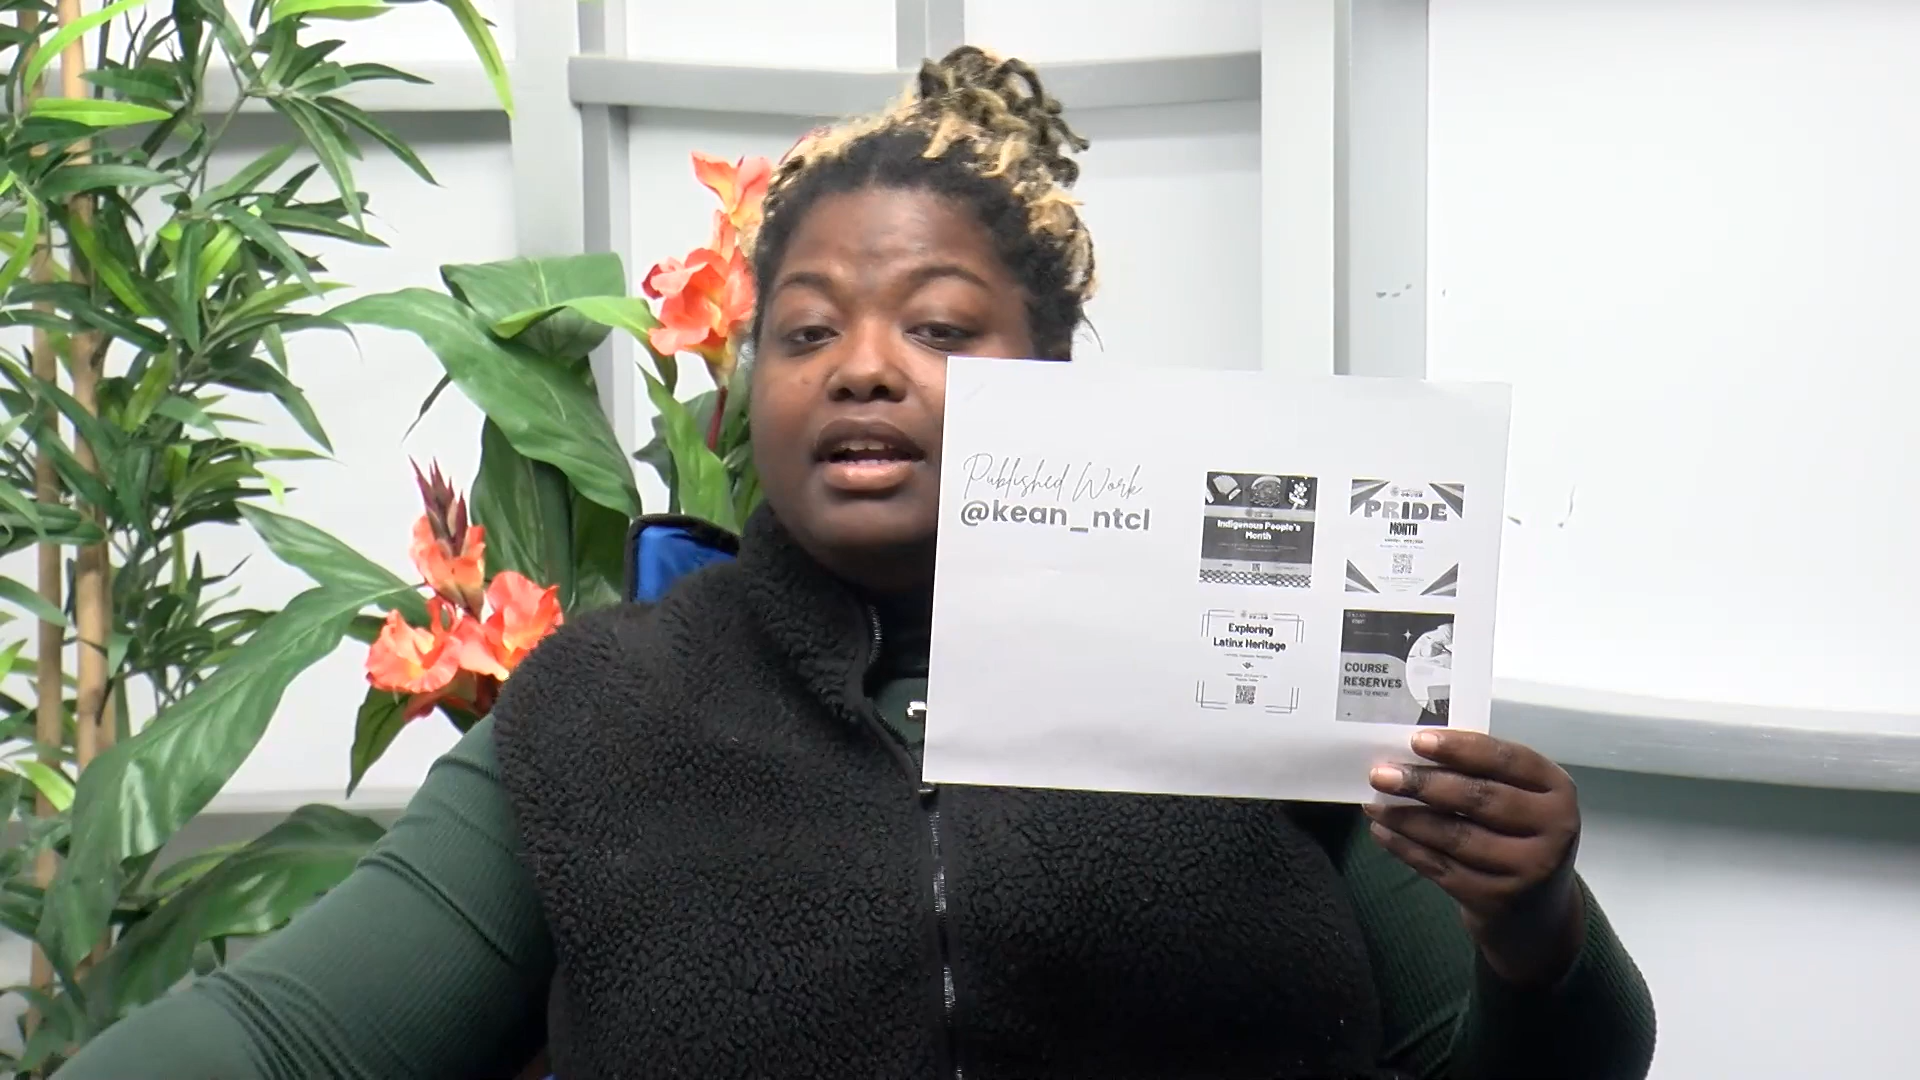 Published Work
@kean_ntcl
Indigenous People's
Month
PRIDE
MONTH
Exploring
Latinx Heritage
COURSE
RESERVES
THINGS TO KNOW